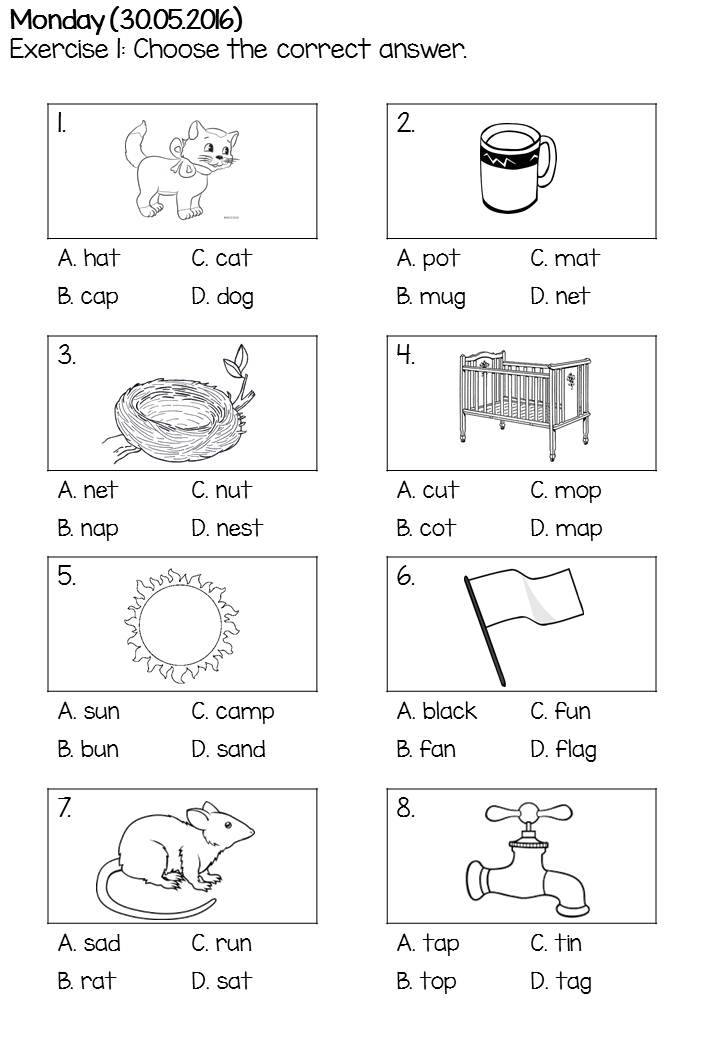 Monday (30.05.2016)
Exercise 1: Choose the correct answer.
1.
2.
A. hat C. cat
B. cap D. dog
A. pot C. mat
B. mug D. net
3.
4.
A. net C. nut
B. nap D. nest
A. cut C. mop
B. cot D. map
5.
6.
A. sun C. camp
B. bun D. sand
A. black C. fun
B. fan D. flag
7.
8.
A. sad C. run
B. rat D. sat
A. tap C. tin
B. top D. tag